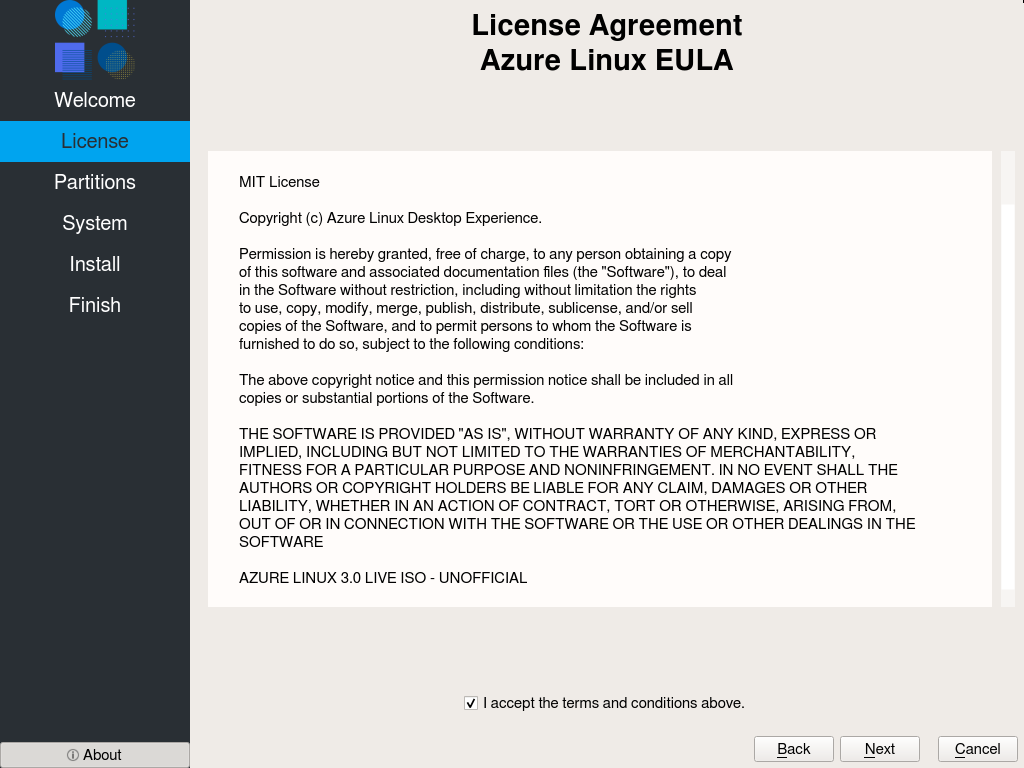 License Agreement
Azure Linux EULA
Welcome
License
Partitions
System
Install
Finish
MIT License
Copyright (c) Azure Linux Desktop Experience.
Permission is hereby granted, free of charge, to any person obtaining a copy
of this software and associated documentation files (the "Software"), to deal
in the Software without restriction, including without limitation the rights
to use, copy, modify, merge, publish, distribute, sublicense, and/or sell
copies of the Software, and to permit persons to whom the Software is
furnished to do so, subject to the following conditions:
The above copyright notice and this permission notice shall be included in all
copies or substantial portions of the Software.
THE SOFTWARE IS PROVIDED "AS IS", WITHOUT WARRANTY OF ANY KIND, EXPRESS OR
IMPLIED, INCLUDING BUT NOT LIMITED TO THE WARRANTIES OF MERCHANTABILITY,
FITNESS FOR A PARTICULAR PURPOSE AND NONINFRINGEMENT. IN NO EVENT SHALL THE
AUTHORS OR COPYRIGHT HOLDERS BE LIABLE FOR ANY CLAIM, DAMAGES OR OTHER
LIABILITY, WHETHER IN AN ACTION OF CONTRACT, TORT OR OTHERWISE, ARISING FROM,
OUT OF OR IN CONNECTION WITH THE SOFTWARE OR THE USE OR OTHER DEALINGS IN THE
SOFTWARE
AZURE LINUX 3.0 LIVE ISO - UNOFFICIAL
I accept the terms and conditions above.
About
Back
Next
Cancel